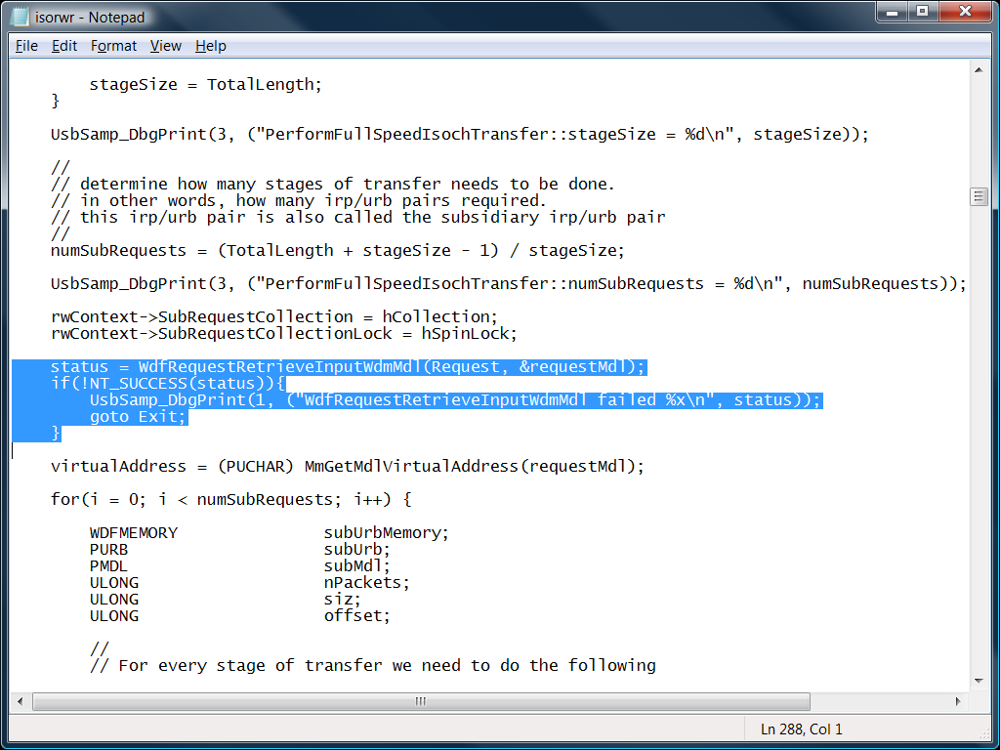 isorwr - Notepad
File Edit Format View Help
        stageSize = TotalLength;
    }
    UsbSamp_DbgPrint(3, ("PerformFullSpeedIsochTransfer::stageSize = %d\n", stageSize));
    //
    // determine how many stages of transfer needs to be done.
    // in other words, how many irp/urb pairs required.
    // this irp/urb pair is also called the subsidiary irp/urb pair
    //
    numSubRequests = (TotalLength + stageSize - 1) / stageSize;
    UsbSamp_DbgPrint(3, ("PerformFullSpeedIsochTransfer::numSubRequests = %d\n", numSubRequests));
    rwContext->SubRequestCollection = hCollection;
    rwContext->SubRequestCollectionLock = hSpinLock;
    status = WdfRequestRetrieveInputWdmMdl(Request, &requestMdl);
    if(!NT_SUCCESS(status)){
        UsbSamp_DbgPrint(1, ("WdfRequestRetrieveInputWdmMdl failed %x\n", status));
        goto Exit;
    }
    virtualAddress = (PUCHAR) MmGetMdlVirtualAddress(requestMdl);
    for(i = 0; i < numSubRequests; i++) {
        WDFMEMORY               subUrbMemory;
        PURB                    subUrb;
        PMDL                    subMdl;
        ULONG                   nPackets;
        ULONG                   siz;
        ULONG                   offset;
        //
        // For every stage of transfer we need to do the following
Ln 288, Col 1